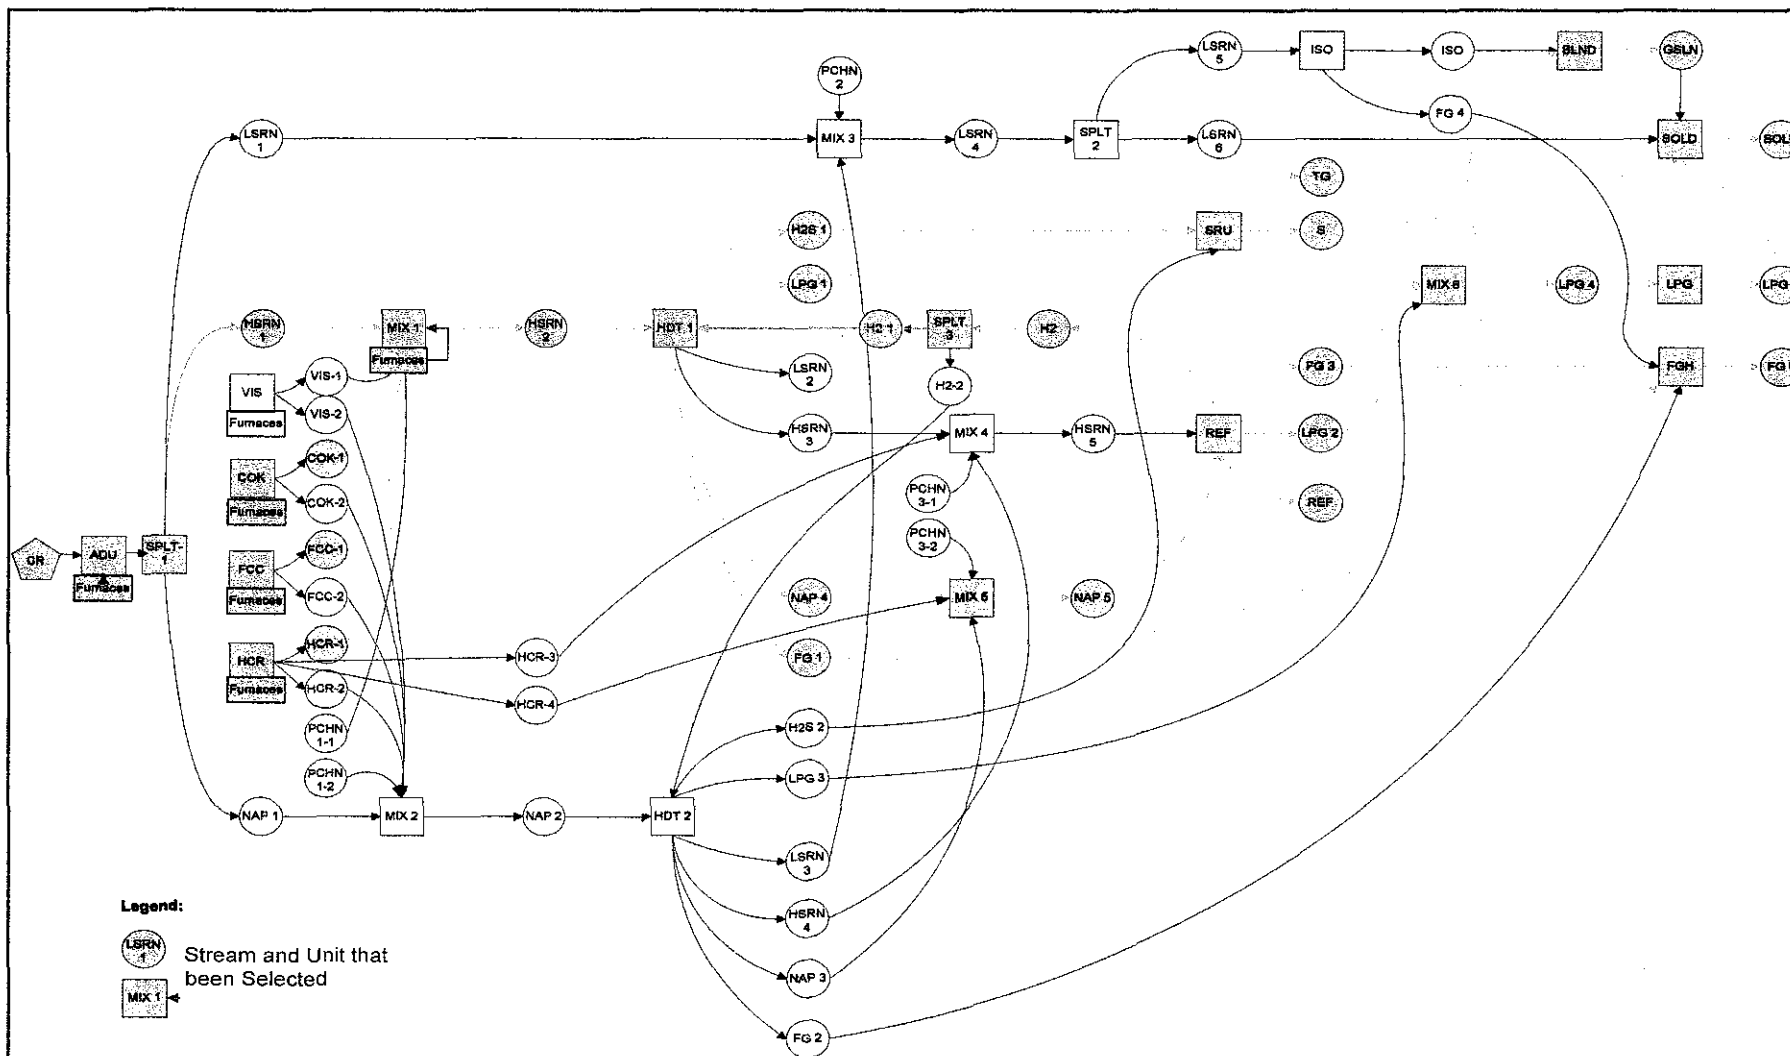 LSRN
5
ISO
ISO
BLND
GSLN
PCHN
2
FG 4
LSRN
1
MIX 3
LSRN
4
SPLT
2
LSRN
6
SOLD
TG
H2S 1
SRU
S
LPG 1
MIX 6
LPG 4
LPG
LPG
HSRN
1
MIX 1
HSRN
2
HDT 1
H2 1
SPLT
3
H2
Furnaces
VIS
VIS-1
LSRN
2
H2-2
FG 3
FGH
FG
Furnaces
VIS-2
HSRN
3
MIX 4
HSRN
5
REF
LPG 2
COK
COK-1
Furnaces
COK-2
PCHN
3-1
REF
CR
ADU
SPLT-
1
FCC
FCC-1
PCHN
3-2
Furnaces
Furnaces
FCC-2
NAP 4
MIX 5
NAP 5
HCR
HCR-1
HCR-3
FG 1
Furnaces
HCR-2
HCR-4
PCHN
1-1
H2S 2
PCHN
1-2
LPG 3
NAP 1
MIX 2
NAP 2
HDT 2
LSRN
3
Legend:
HSRN
4
LSRN
1
Stream and Unit that
been Selected
NAP 3
MIX 1
FG 2